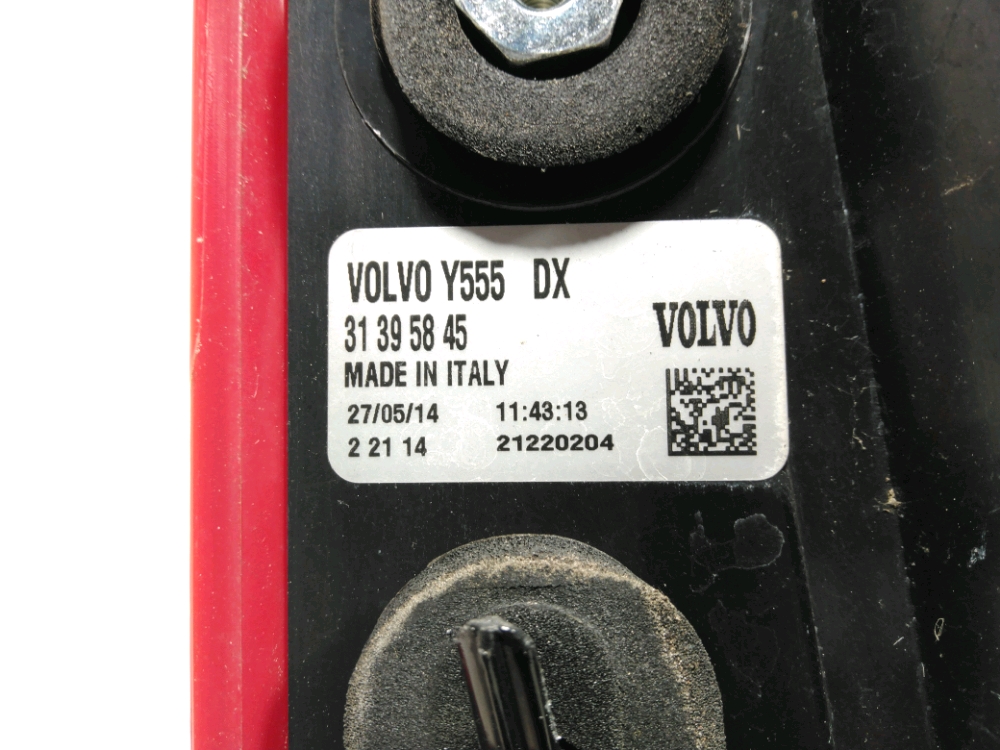 VOLVO Y555 DX
31 39 58 45
VOLVO
MADE IN ITALY
27/05/14 11:43:13
2 21 14 21220204